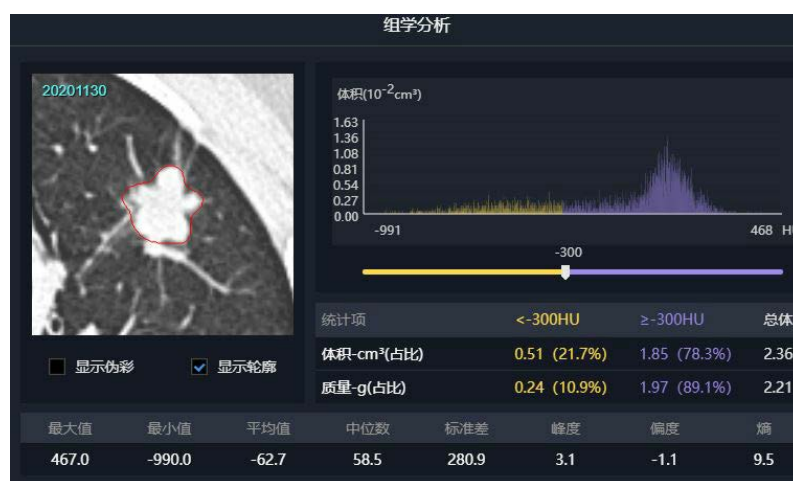 组学分析
20201130
体积(10⁻²cm³)
1.63
1.36
1.08
0.81
0.54
0.27
0.00
-991
468 HU
-300
统计项 <-300HU ≥-300HU 总体
体积-cm³(占比) 0.51 (21.7%) 1.85 (78.3%) 2.36
质量-g(占比) 0.24 (10.9%) 1.97 (89.1%) 2.21
显示伪彩 显示轮廓
最大值 最小值 平均值 中位数 标准差 峰度 偏度 熵
467.0 -990.0 -62.7 58.5 280.9 3.1 -1.1 9.5